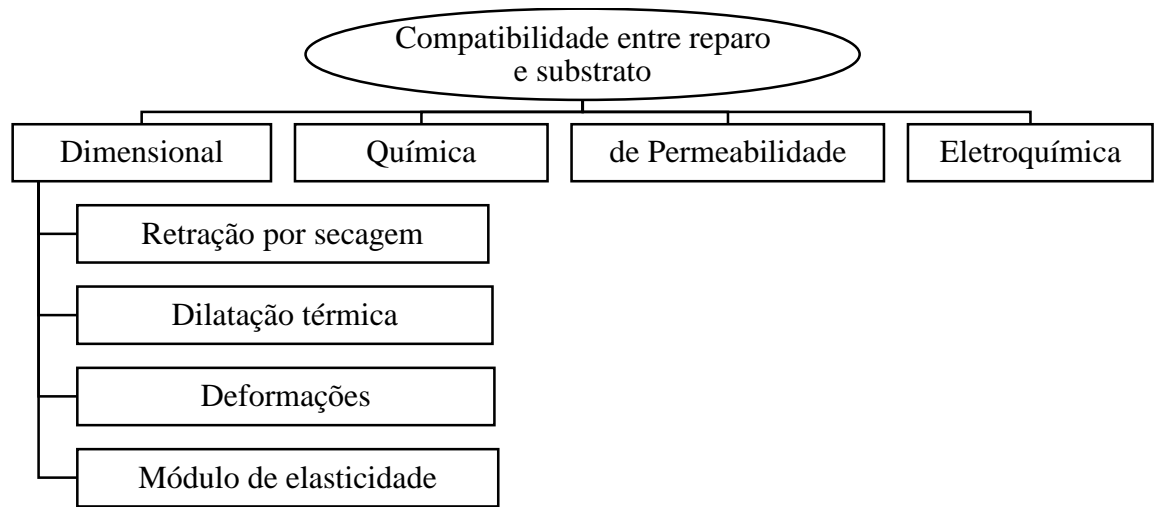 Compatibilidade entre reparo
e substrato
Dimensional
Química
de Permeabilidade
Eletroquímica
Retração por secagem
Dilatação térmica
Deformações
Módulo de elasticidade